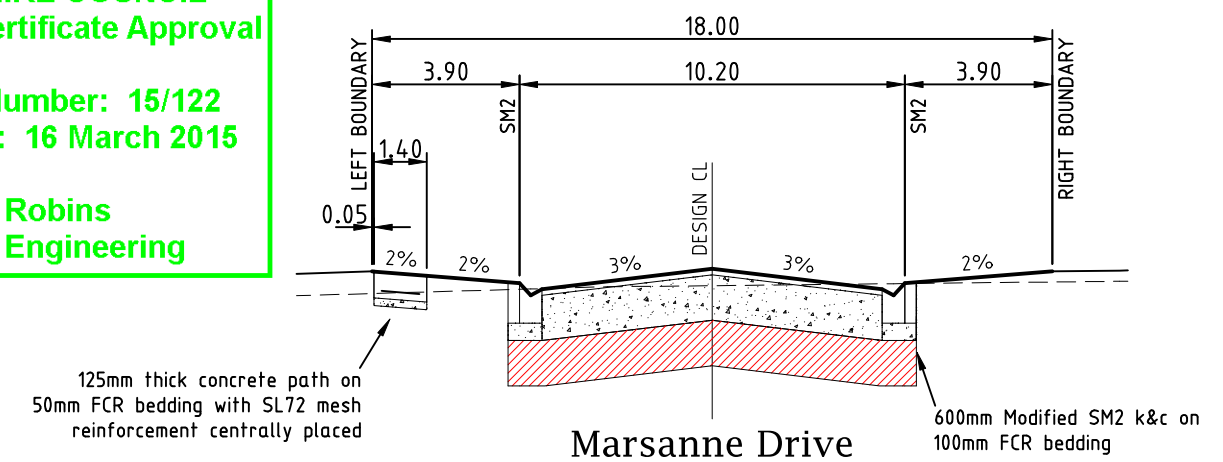 ertificate Approval
umber: 15/122
: 16 March 2015
Robins
Engineering
18.00
3.90
10.20
3.90
LEFT BOUNDARY
SM2
SM2
RIGHT BOUNDARY
1.40
0.05
DESIGN CL
2%
2%
3%
3%
2%
125mm thick concrete path on
50mm FCR bedding with SL72 mesh
reinforcement centrally placed
600mm Modified SM2 k&c on
100mm FCR bedding
Marsanne Drive